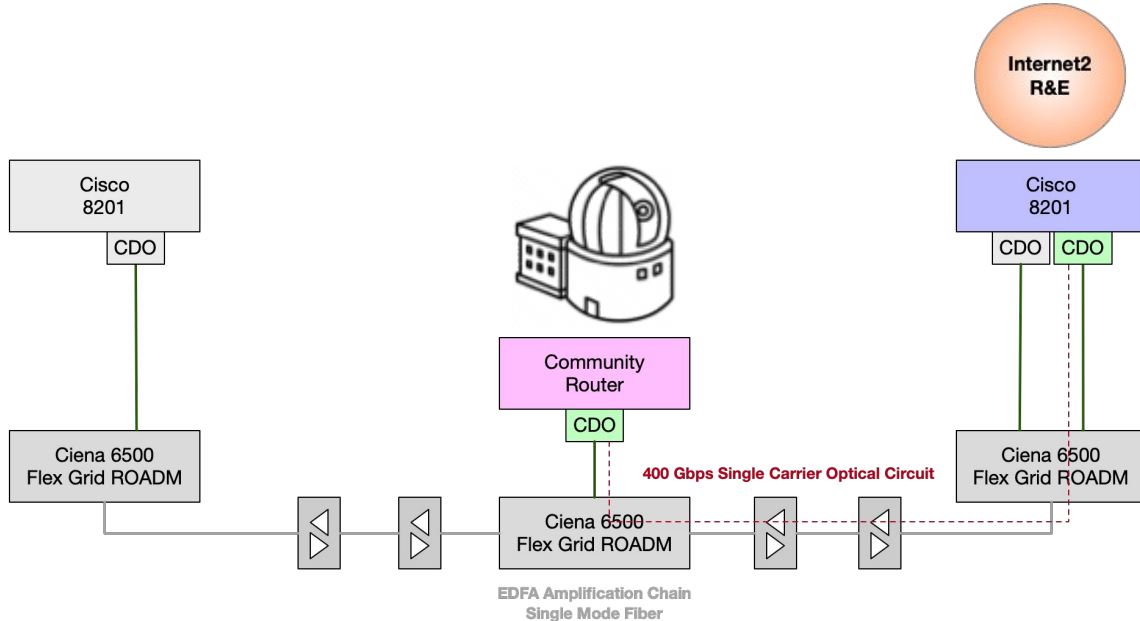 Internet2
R&E
Cisco
8201
CDO
Cisco
8201
CDO
CDO
Community
Router
CDO
400 Gbps Single Carrier Optical Circuit
Ciena 6500
Flex Grid ROADM
Ciena 6500
Flex Grid ROADM
Ciena 6500
Flex Grid ROADM
EDFA Amplification Chain
Single Mode Fiber